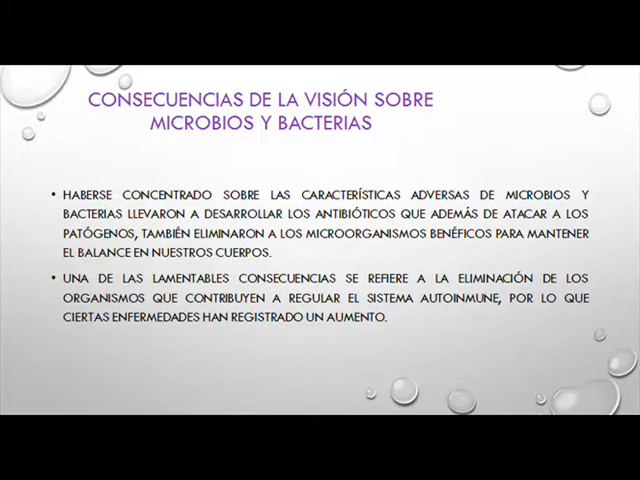 CONSECUENCIAS DE LA VISIÓN SOBRE
MICROBIOS Y BACTERIAS
• HABERSE CONCENTRADO SOBRE LAS CARACTERÍSTICAS ADVERSAS DE MICROBIOS Y
BACTERIAS LLEVARON A DESARROLLAR LOS ANTIBIÓTICOS QUE ADEMÁS DE ATACAR A LOS
PATÓGENOS, TAMBIÉN ELIMINARON A LOS MICROORGANISMOS BENÉFICOS PARA MANTENER
EL BALANCE EN NUESTROS CUERPOS.
• UNA DE LAS LAMENTABLES CONSECUENCIAS SE REFIERE A LA ELIMINACIÓN DE LOS
ORGANISMOS QUE CONTRIBUYEN A REGULAR EL SISTEMA AUTOINMUNE, POR LO QUE
CIERTAS ENFERMEDADES HAN REGISTRADO UN AUMENTO.